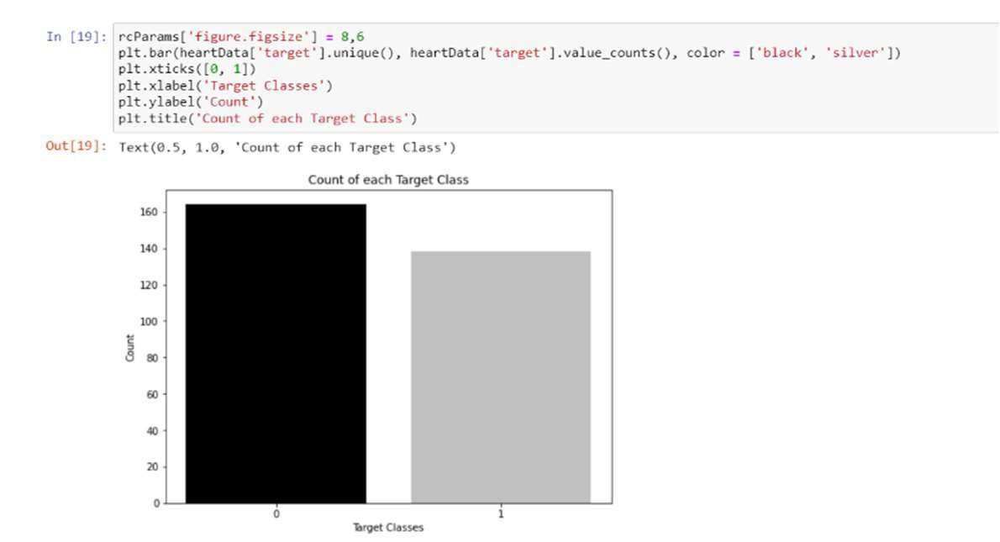 In [19]: rcParams['figure.figsize'] = 8,6
plt.bar(heartData['target'].unique(), heartData['target'].value_counts(), color = ['black', 'silver'])
plt.xticks([0, 1])
plt.xlabel('Target Classes')
plt.ylabel('Count')
plt.title('Count of each Target Class')
Out[19]: Text(0.5, 1.0, 'Count of each Target Class')
Count of each Target Class
160
140
120
100
Count
80
60
40
20
0
0 1
Target Classes